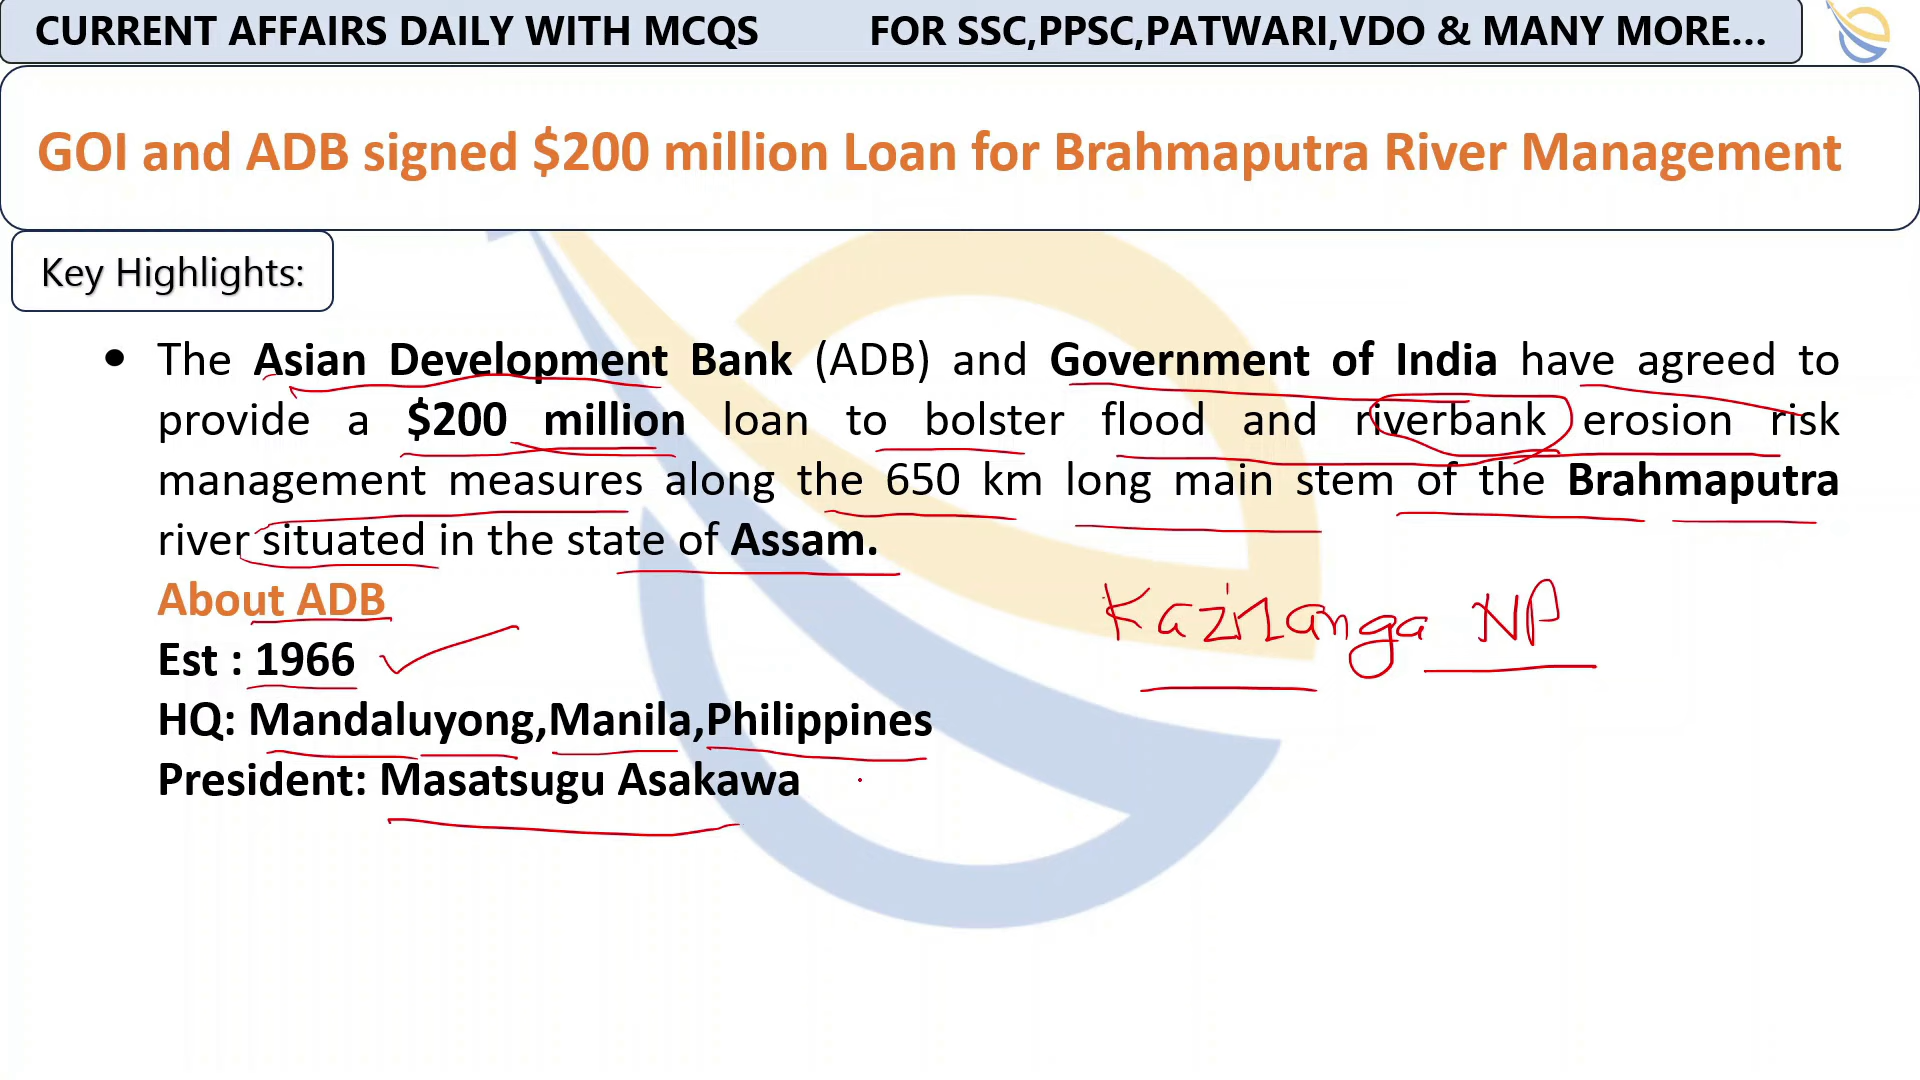 CURRENT AFFAIRS DAILY WITH MCQS FOR SSC,PPSC,PATWARI,VDO & MANY MORE...
GOI and ADB signed $200 million Loan for Brahmaputra River Management
Key Highlights:
• The Asian Development Bank (ADB) and Government of India have agreed to
provide a $200 million loan to bolster flood and riverbank erosion risk
management measures along the 650 km long main stem of the Brahmaputra
river situated in the state of Assam.
About ADB
Kaziranga NP
Est : 1966
HQ: Mandaluyong,Manila,Philippines
President: Masatsugu Asakawa